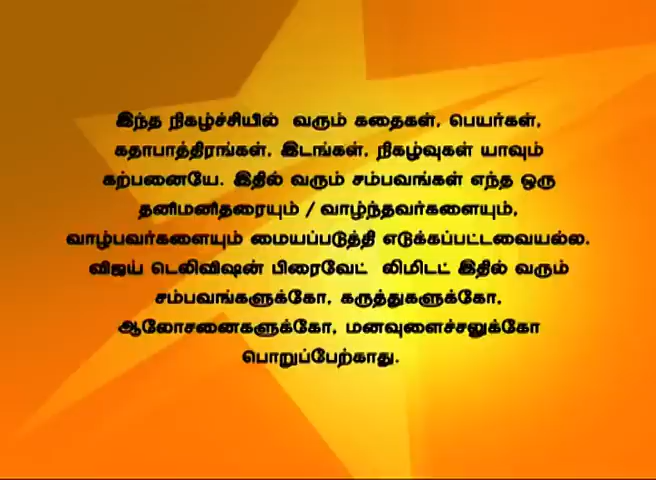 இந்த நிகழ்ச்சியில் வரும் கதைகள், பெயர்கள்,
கதாபாத்திரங்கள், இடங்கள், நிகழ்வுகள் யாவும்
கற்பனையே. இதில் வரும் சம்பவங்கள் எந்த ஒரு
தனிமனிதரையும் / வாழ்ந்தவர்களையும்,
வாழ்பவர்களையும் மையப்படுத்தி எடுக்கப்பட்டவையல்ல.
விஜய் டெலிவிஷன் பிரைவேட் லிமிடட் இதில் வரும்
சம்பவங்களுக்கோ, கருத்துகளுக்கோ,
ஆலோசனைகளுக்கோ, மனவுளைச்சலுக்கோ
பொறுப்பேற்காது.